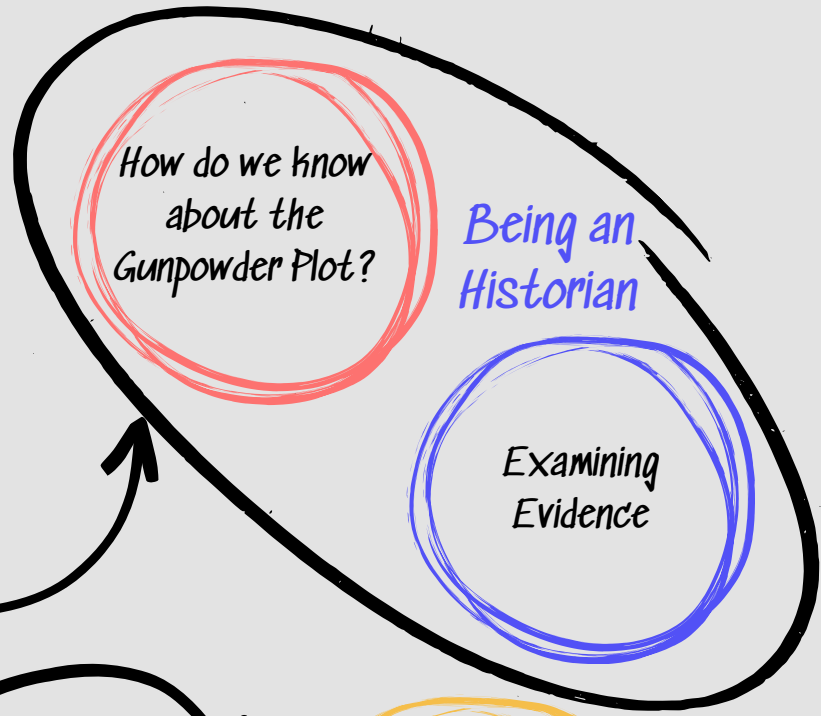 How do we know
about the
Gunpowder Plot?
Being an
Historian
Examining
Evidence